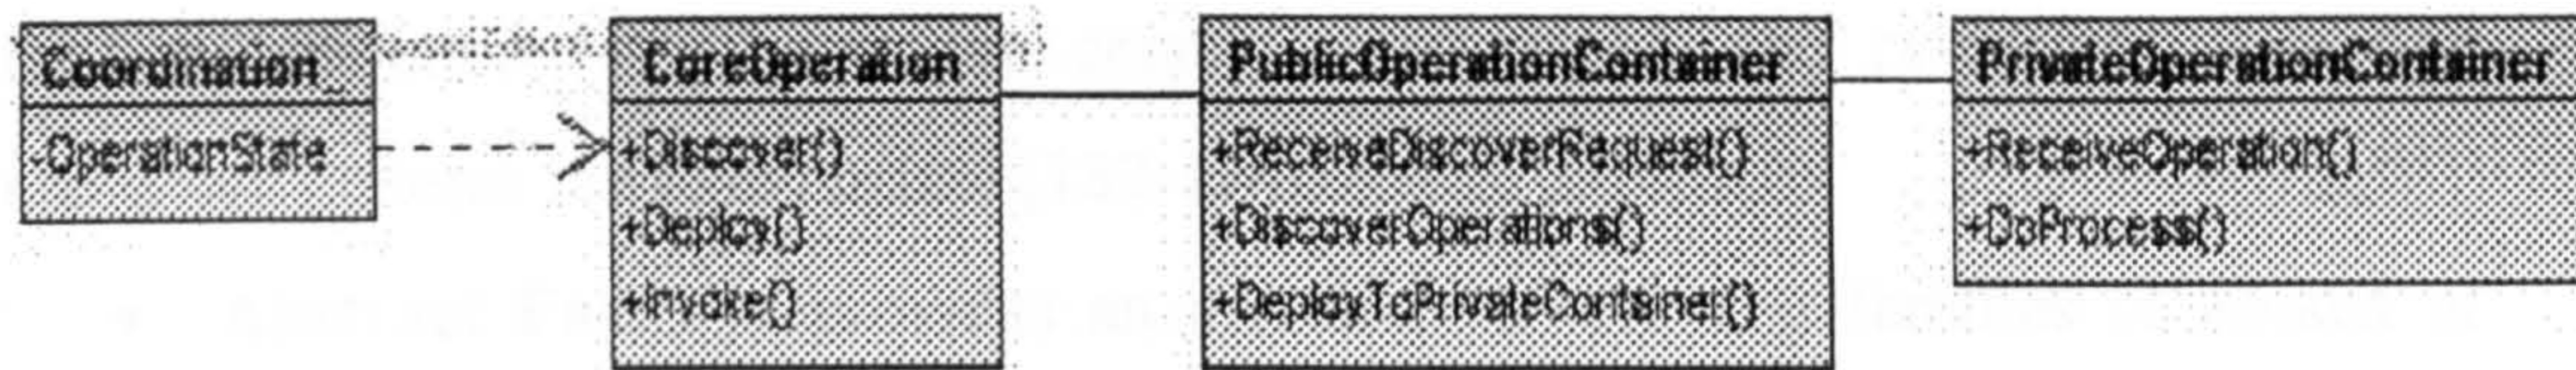 Coordination
-OperationState
CoreOperation
+Discover()
+Deploy()
+Invoke()
PublicOperationContainer
+ReceiveDiscoverRequest()
+DiscoverOperations()
+DeployToPrivateContainer()
PrivateOperationContainer
+ReceiveOperation()
+DoProcess()